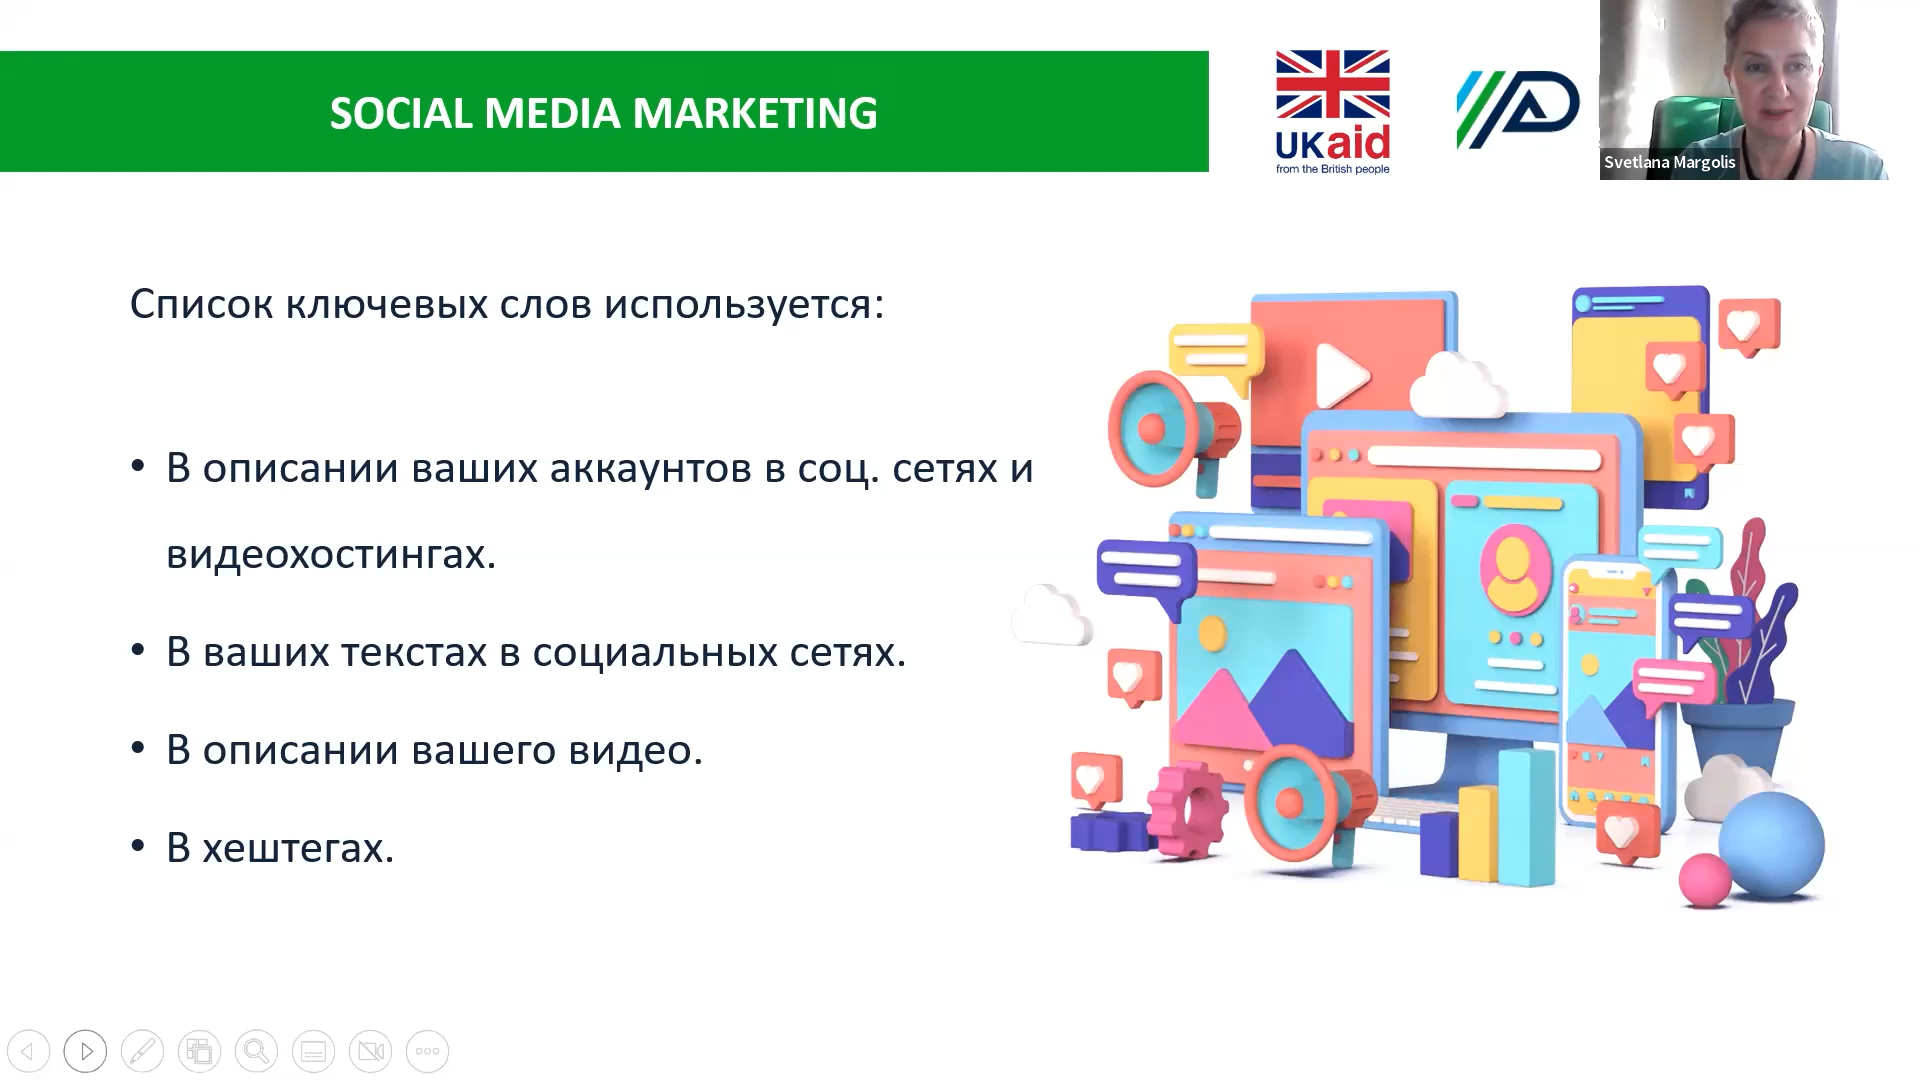 SOCIAL MEDIA MARKETING
UKaid
from the British people
Svetlana Margolis
Список ключевых слов используется:
• В описании ваших аккаунтов в соц. сетях и
видеохостингах.
• В ваших текстах в социальных сетях.
• В описании вашего видео.
• В хештегах.